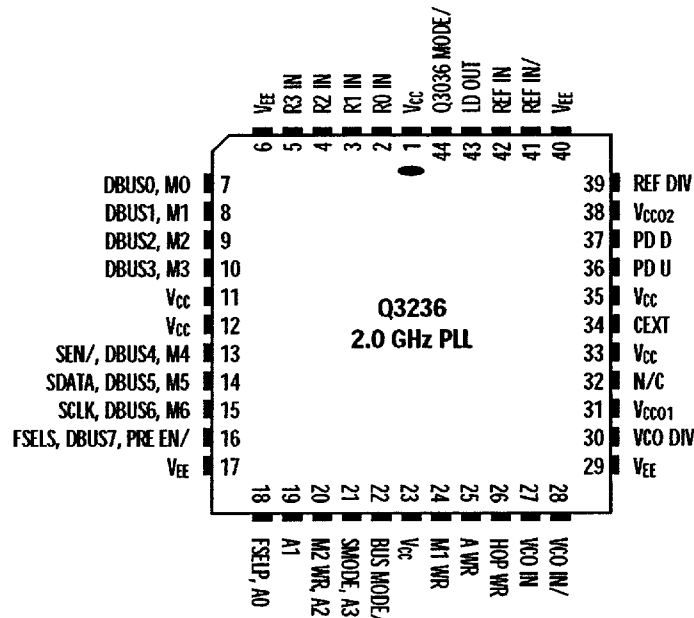 VEE
R3 IN
R2 IN
R1 IN
R0 IN
VCC
Q3036 MODE/
LD OUT
REF IN
REF IN/
VEE
6 5 4 3 2 1 44 43 42 41 40
DBUS0, M0 7
DBUS1, M1 8
DBUS2, M2 9
DBUS3, M3 10
VCC 11
VCC 12
SEN/, DBUS4, M4 13
SDATA, DBUS5, M5 14
SCLK, DBUS6, M6 15
FSELS, DBUS7, PRE EN/ 16
VEE 17
Q3236
2.0 GHz PLL
39 REF DIV
38 VCCO2
37 PD D
36 PD U
35 VCC
34 CEXT
33 VCC
32 N/C
31 VCCO1
30 VCO DIV
29 VEE
18 19 20 21 22 23 24 25 26 27 28
FSELP, A0
A1
M2 WR, A2
SMODE, A3
BUS MODE/
VCC
M1 WR
A WR
HOP WR
VCO IN
VCO IN/